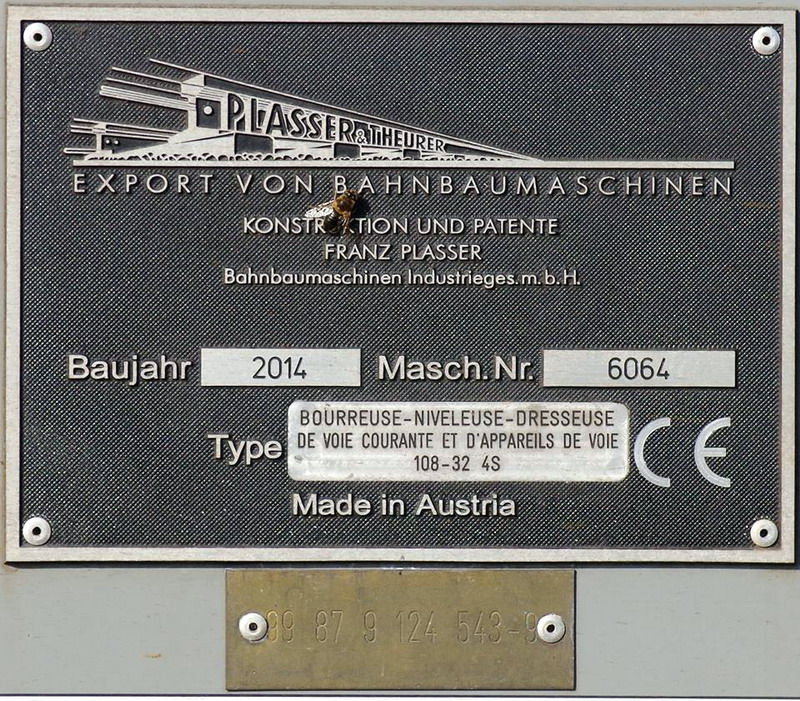 PLASSER & THEURER
EXPORT VON BAHNBAUMASCHINEN
KONSTRUKTION UND PATENTE
FRANZ PLASSER
Bahnbaumaschinen Industrieges.m.b.H.
Baujahr 2014 Masch.Nr. 6064
Type BOURREUSE-NIVELEUSE-DRESSEUSE
DE VOIE COURANTE ET D'APPAREILS DE VOIE
108-32 4S
CE
Made in Austria
99 87 9 124 543-9